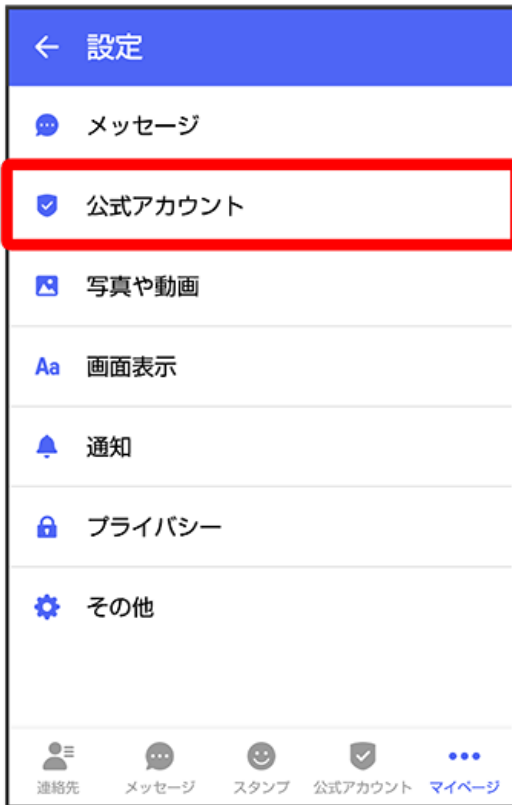 設定
メッセージ
公式アカウント
写真や動画
Aa 画面表示
通知
プライバシー
その他
連絡先 メッセージ スタンプ 公式アカウント マイページ